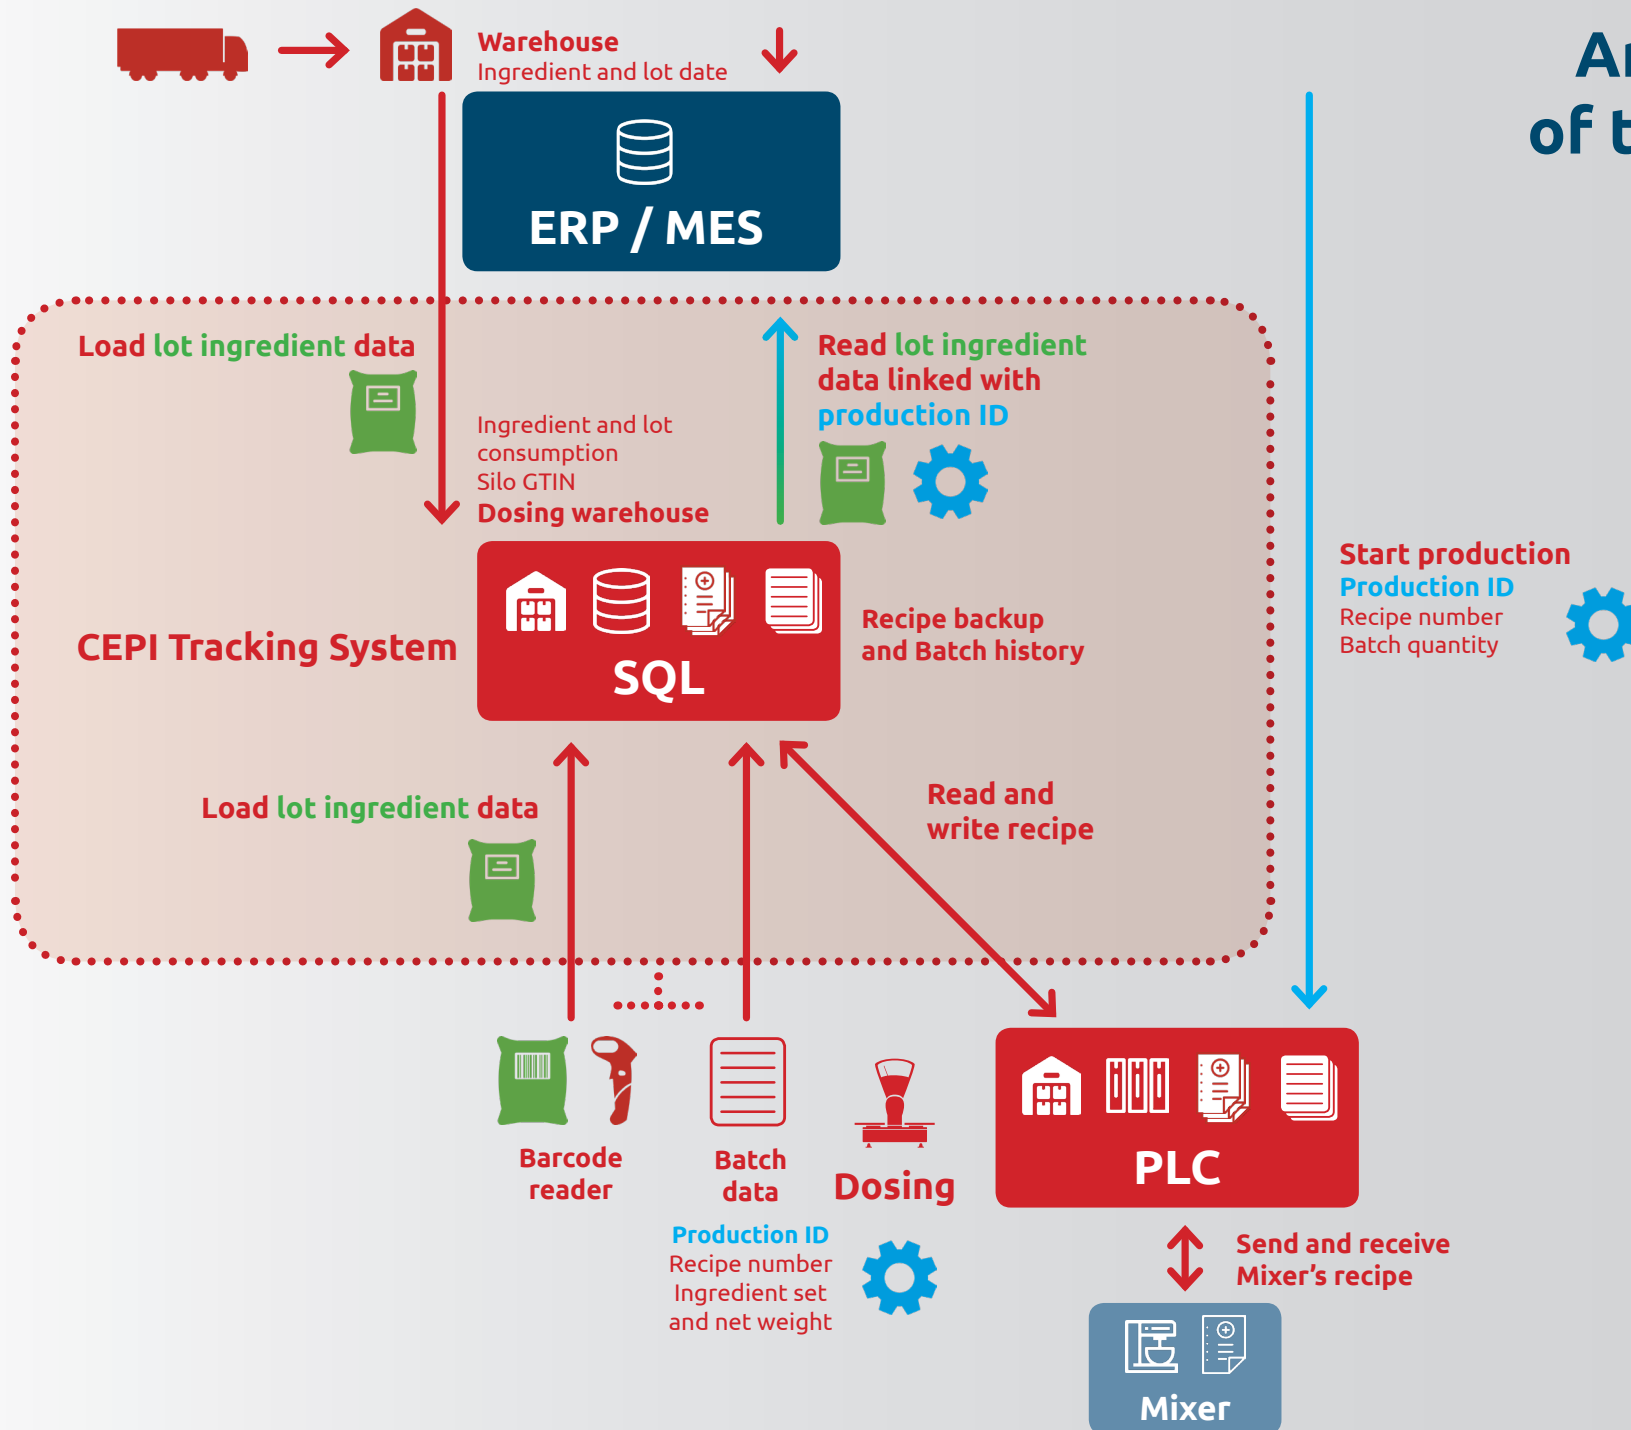 Warehouse
Ingredient and lot date
ERP / MES
of t
Load lot ingredient data
Read lot ingredient
data linked with
production ID
Ingredient and lot
consumption
Silo GTIN
Dosing warehouse
Start production
Production ID
Recipe number
Batch quantity
CEPI Tracking System
SQL
Recipe backup
and Batch history
Load lot ingredient data
Read and
write recipe
Barcode
reader
Batch
data
Dosing
Production ID
Recipe number
Ingredient set
and net weight
PLC
Send and receive
Mixer’s recipe
Mixer